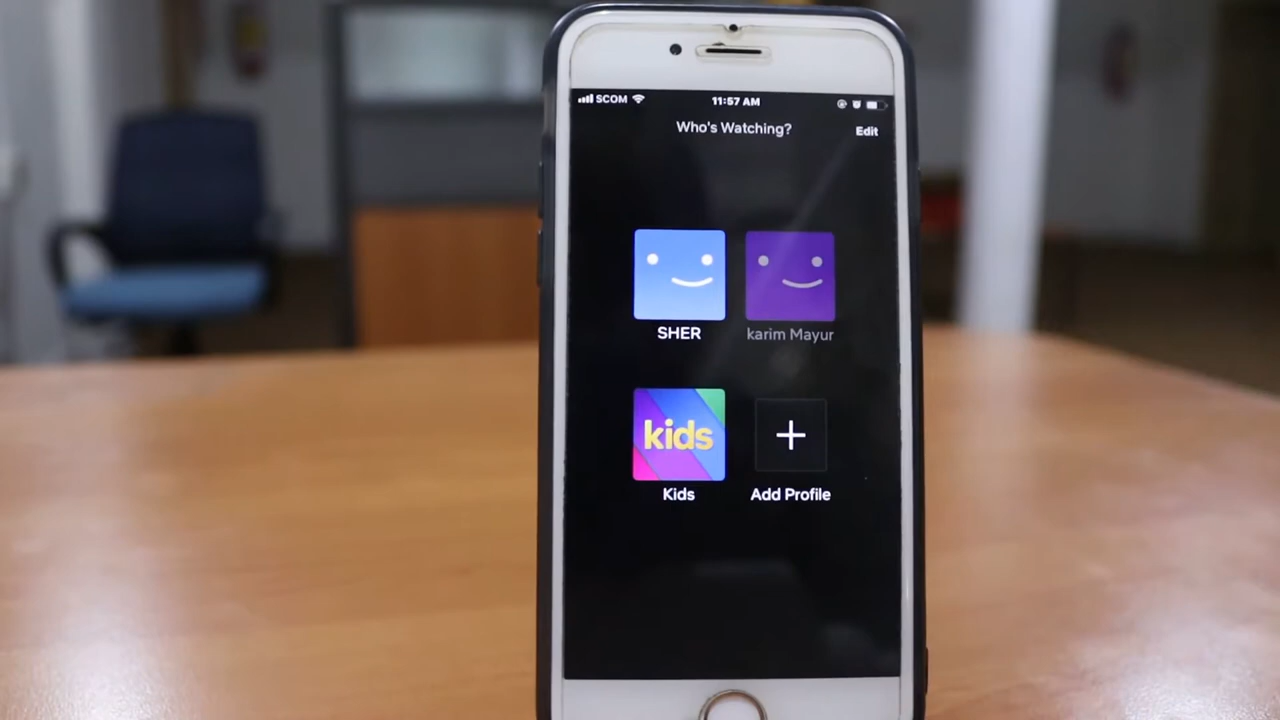 SCOM 11:57 AM
Who's Watching?
Edit
SHER
karim Mayur
kids
Kids
Add Profile